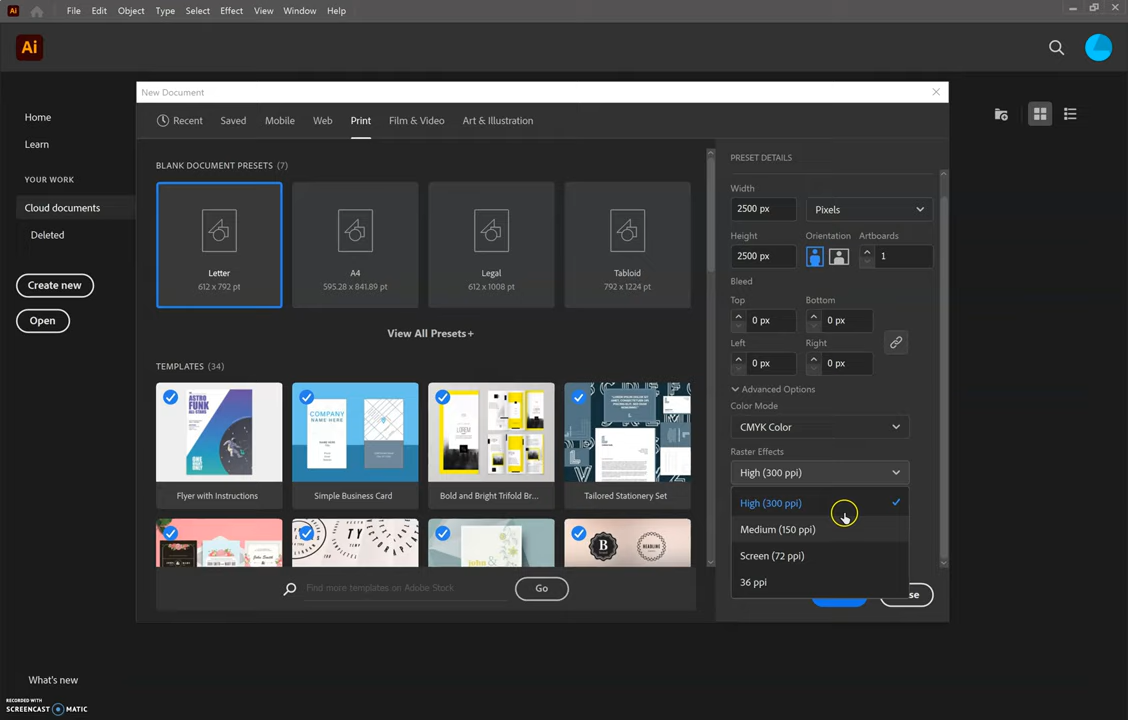 Ai
File Edit Object Type Select Effect View Window Help
Ai
New Document
Home
Learn
YOUR WORK
Cloud documents
Deleted
Create new
Open
What's new
RECORDED WITH
SCREENCAST MATIC
Recent Saved Mobile Web Print Film & Video Art & Illustration
BLANK DOCUMENT PRESETS (7)
Letter
612 x 792 pt
A4
595.28 x 841.89 pt
Legal
612 x 1008 pt
Tabloid
792 x 1224 pt
View All Presets+
TEMPLATES (34)
ASTRO
FUNK
COMPANY
NAME HERE
LOREM
Flyer with Instructions
Simple Business Card
Bold and Bright Trifold Br...
Tailored Stationery Set
B
Find more templates on Adobe Stock
Go
PRESET DETAILS
Width
2500 px Pixels
Height Orientation Artboards
2500 px 1
Bleed
Top Bottom
0 px 0 px
Left Right
0 px 0 px
Advanced Options
Color Mode
CMYK Color
Raster Effects
High (300 ppi)
High (300 ppi)
Medium (150 ppi)
Screen (72 ppi)
36 ppi
se